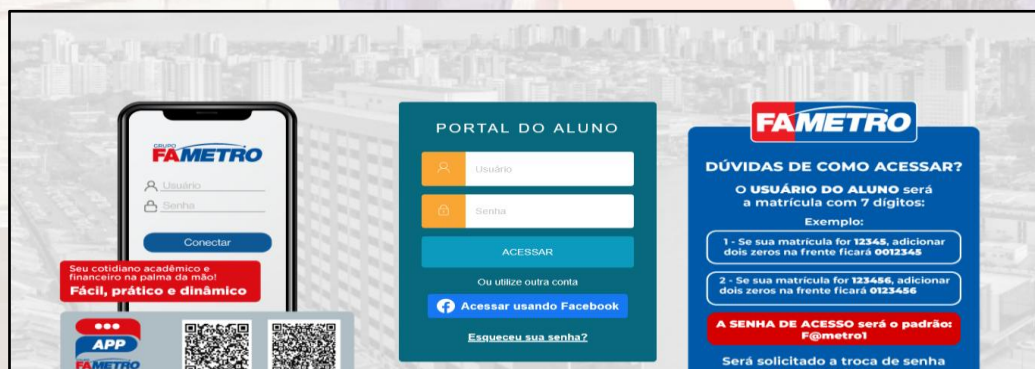 GRUPO
FAMETRO
Usuário
Senha
Conectar
Seu cotidiano acadêmico e
financeiro na palma da mão!
Fácil, prático e dinâmico
APP
FAMETRO
PORTAL DO ALUNO
Usuário
Senha
ACESSAR
Ou utilize outra conta
Acessar usando Facebook
Esqueceu sua senha?
FAMETRO
DÚVIDAS DE COMO ACESSAR?
O USUÁRIO DO ALUNO será
a matrícula com 7 dígitos:
Exemplo:
1 - Se sua matrícula for 12345, adicionar
dois zeros na frente ficará 0012345
2 - Se sua matrícula for 123456, adicionar
dois zeros na frente ficará 0123456
A SENHA DE ACESSO será o padrão:
F@metro1
Será solicitado a troca de senha